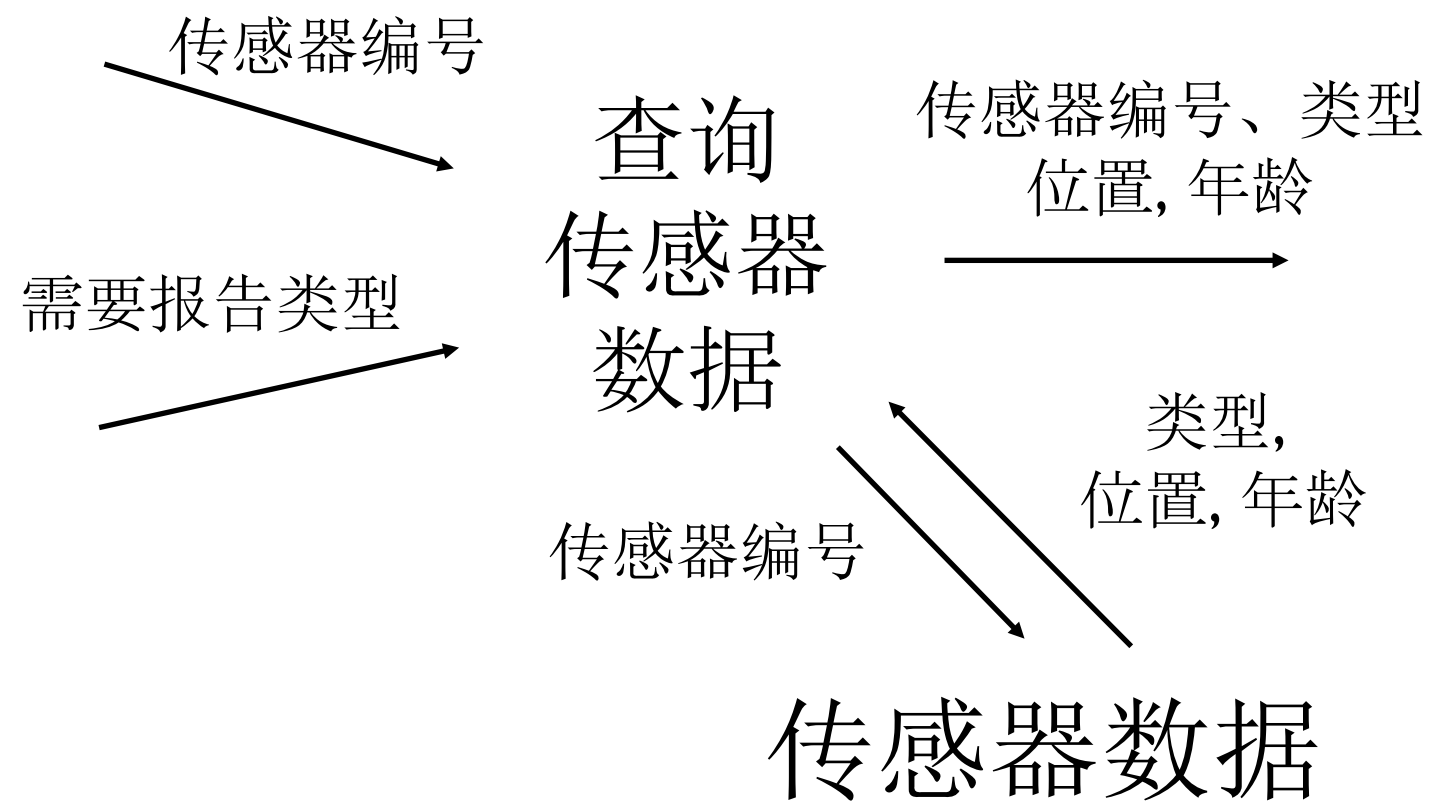 传感器编号
查询
传感器
数据
传感器编号、类型
位置, 年龄
需要报告类型
类型,
位置, 年龄
传感器编号
传感器数据